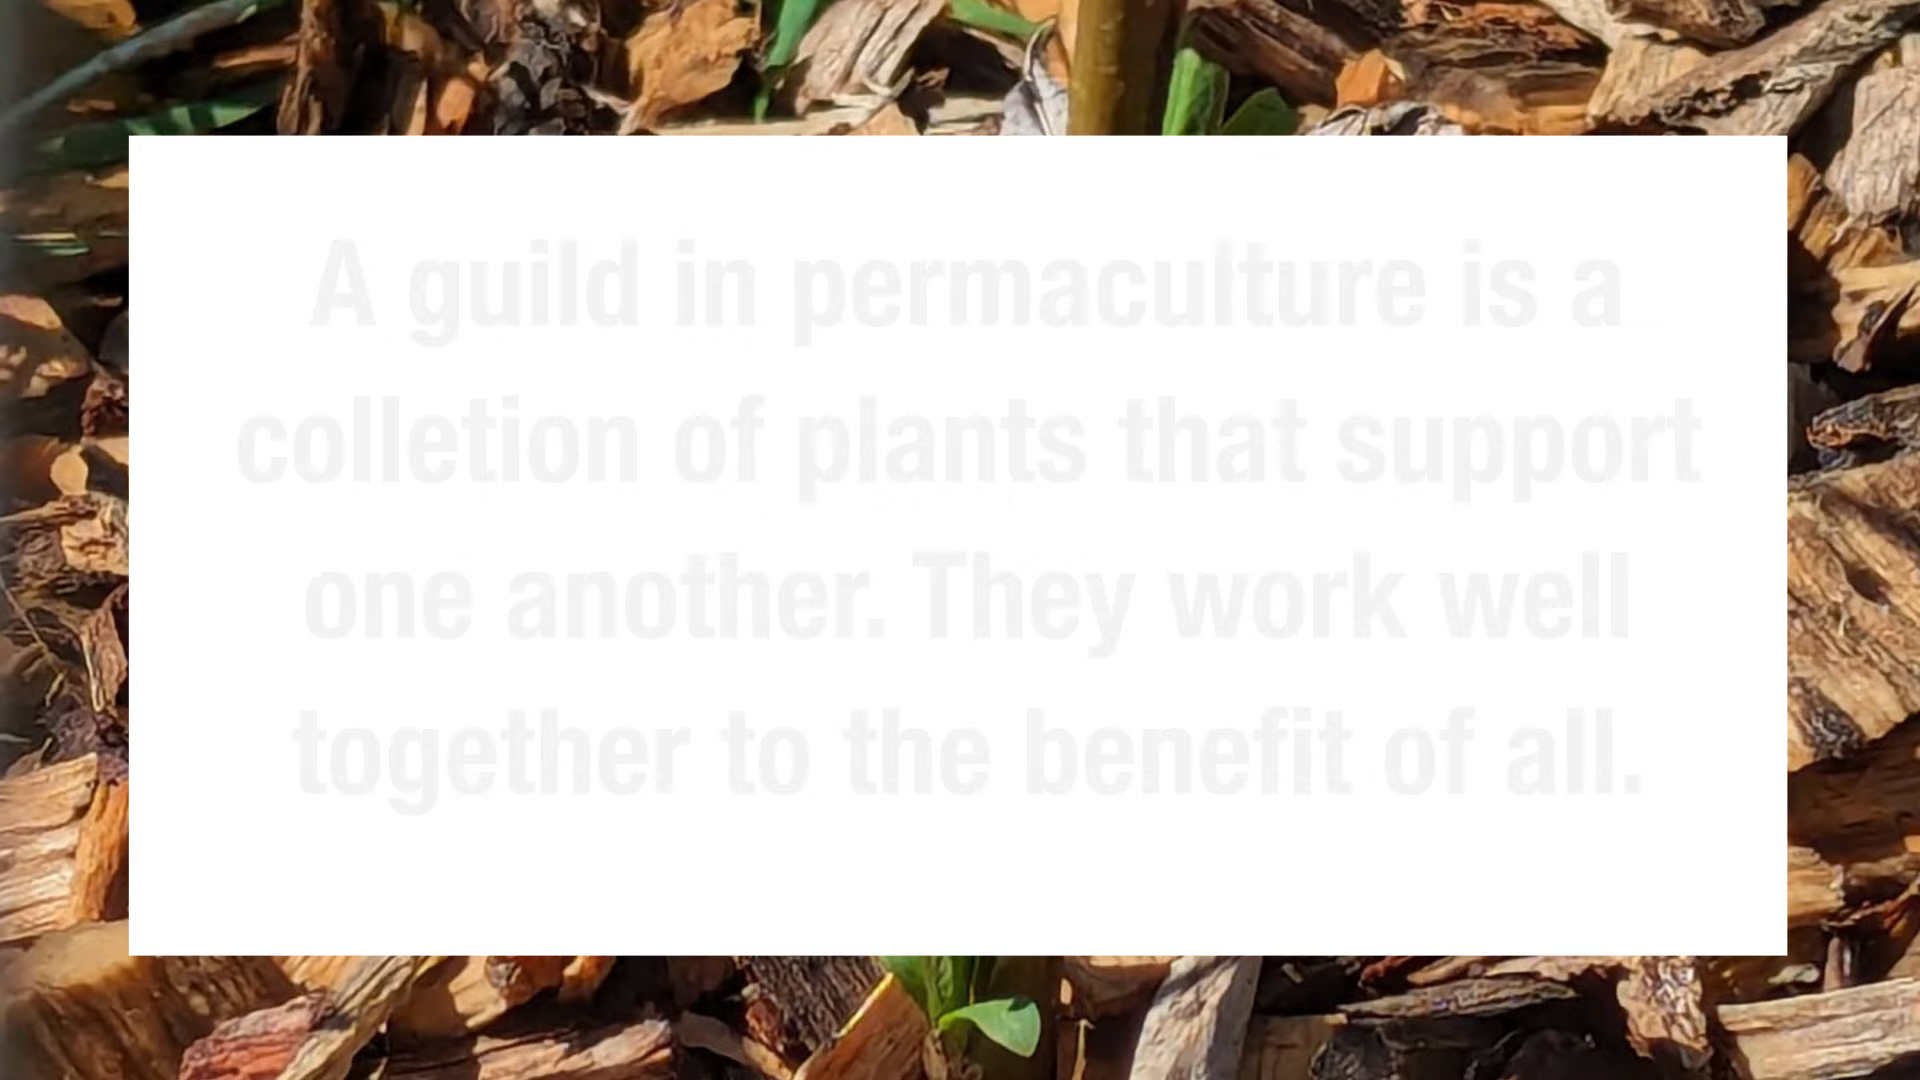 A guild in permaculture is a
colletion of plants that support
one another. They work well
together to the benefit of all.